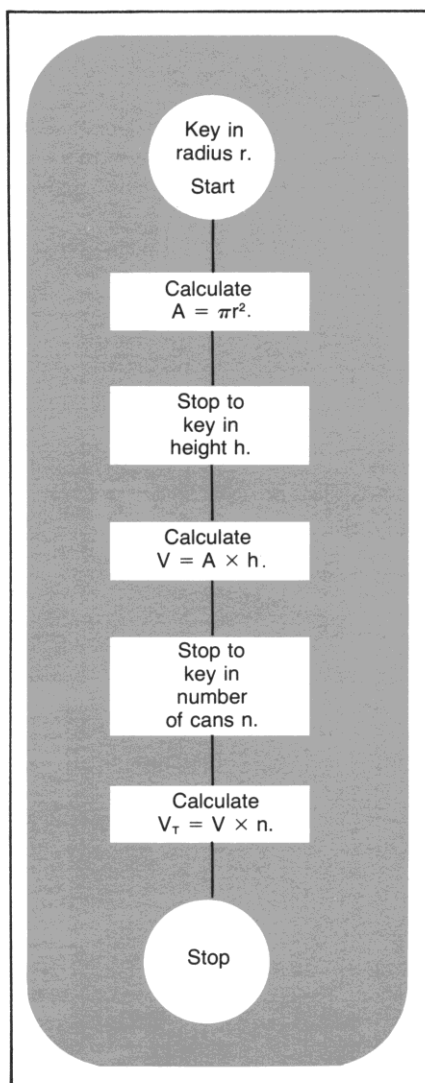 Key in
radius r.
Start
Calculate
A = πr².
Stop to
key in
height h.
Calculate
V = A × h.
Stop to
key in
number
of cans n.
Calculate
V_T = V × n.
Stop